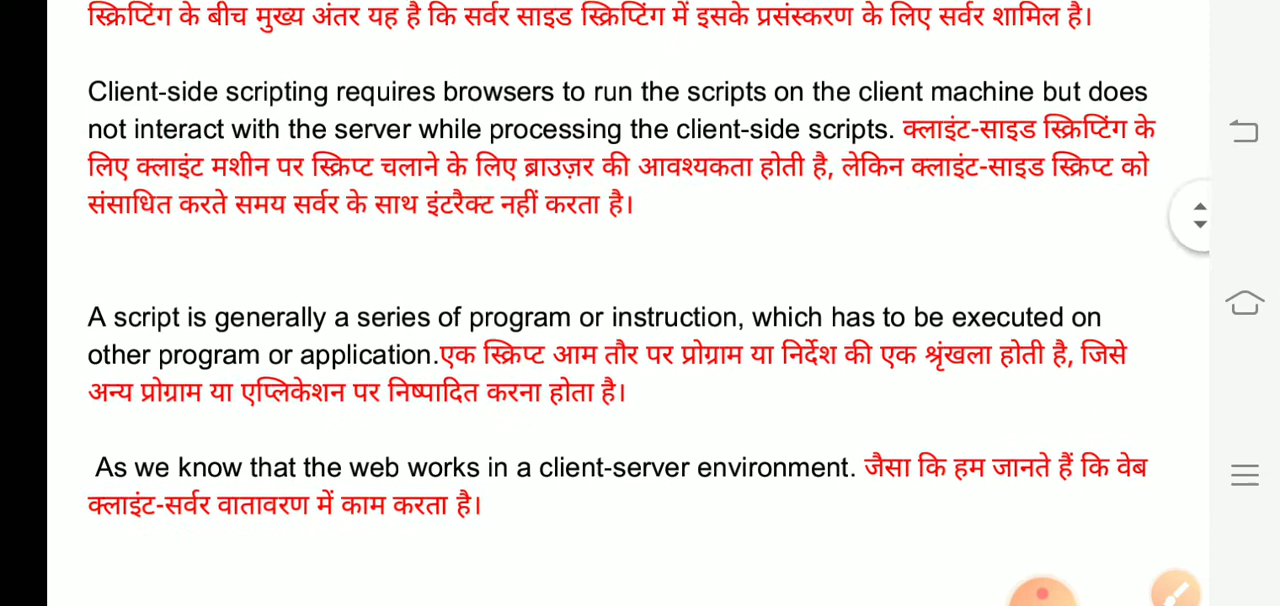 स्क्रिप्टिंग के बीच मुख्य अंतर यह है कि सर्वर साइड स्क्रिप्टिंग में इसके प्रसंस्करण के लिए सर्वर शामिल है।
Client-side scripting requires browsers to run the scripts on the client machine but does
not interact with the server while processing the client-side scripts. क्लाइंट-साइड स्क्रिप्टिंग के
लिए क्लाइंट मशीन पर स्क्रिप्ट चलाने के लिए ब्राउज़र की आवश्यकता होती है, लेकिन क्लाइंट-साइड स्क्रिप्ट को
संसाधित करते समय सर्वर के साथ इंटरैक्ट नहीं करता है।
A script is generally a series of program or instruction, which has to be executed on
other program or application.एक स्क्रिप्ट आम तौर पर प्रोग्राम या निर्देश की एक श्रृंखला होती है, जिसे
अन्य प्रोग्राम या एप्लिकेशन पर निष्पादित करना होता है।
As we know that the web works in a client-server environment. जैसा कि हम जानते हैं कि वेब
क्लाइंट-सर्वर वातावरण में काम करता है।